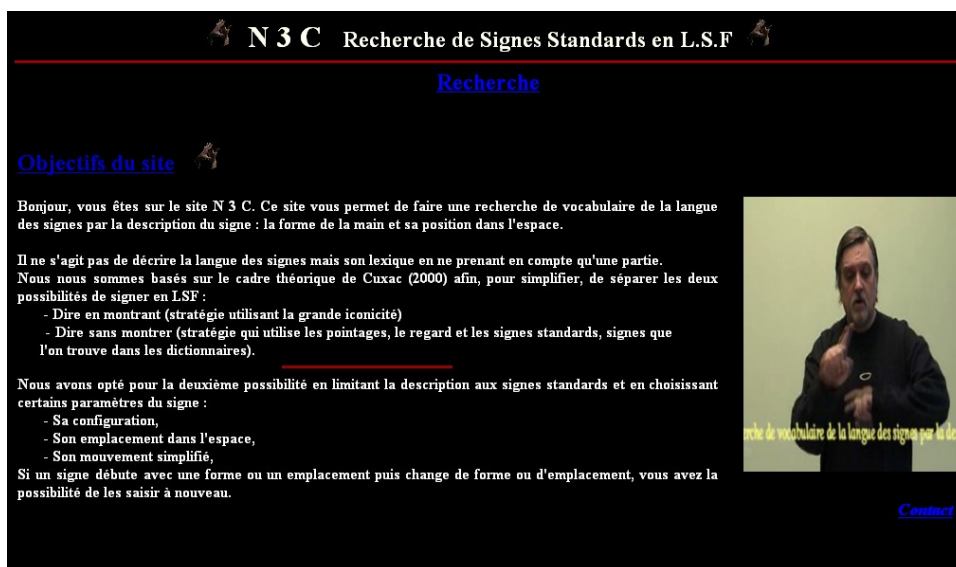 N 3 C Recherche de Signes Standards en L.S.F
Recherche
Objectifs du site
Bonjour, vous êtes sur le site N 3 C. Ce site vous permet de faire une recherche de vocabulaire de la langue
des signes par la description du signe : la forme de la main et sa position dans l'espace.
Il ne s'agit pas de décrire la langue des signes mais son lexique en ne prenant en compte qu'une partie.
Nous nous sommes basés sur le cadre théorique de Cuxac (2000) afin, pour simplifier, de séparer les deux
possibilités de signer en LSF :
- Dire en montrant (stratégie utilisant la grande iconicité)
- Dire sans montrer (stratégie qui utilise les pointages, le regard et les signes standards, signes que
l'on trouve dans les dictionnaires).
Nous avons opté pour la deuxième possibilité en limitant la description aux signes standards et en choisissant
certains paramètres du signe :
- Sa configuration,
- Son emplacement dans l'espace,
- Son mouvement simplifié,
Si un signe débute avec une forme ou un emplacement puis change de forme ou d'emplacement, vous avez la
possibilité de les saisir à nouveau.
erche de vocabulaire de la langue des signes par la de
Contact